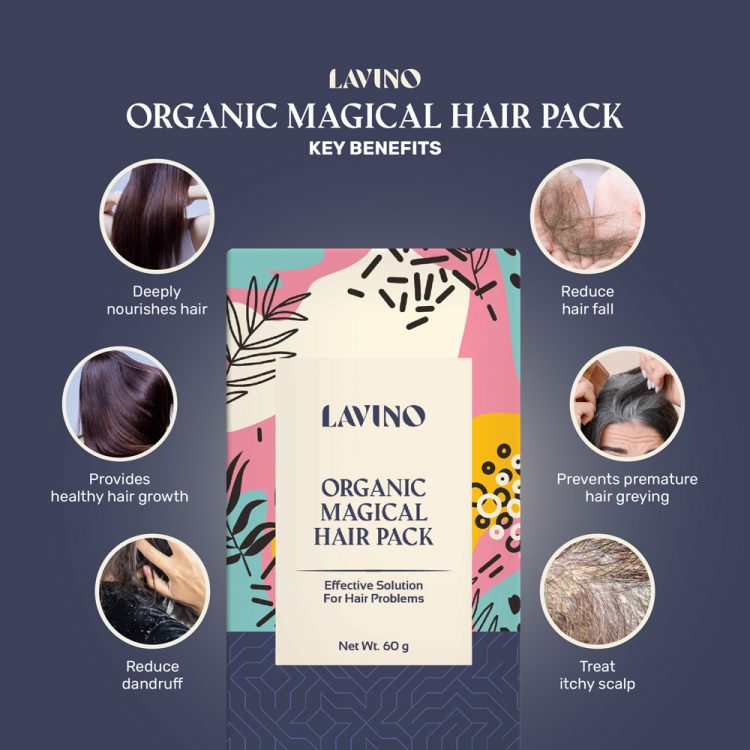 LAVINO
ORGANIC MAGICAL HAIR PACK
KEY BENEFITS
Deeply
nourishes hair
Reduce
hair fall
Provides
healthy hair growth
Prevents premature
hair greying
Reduce
dandruff
Treat
itchy scalp
LAVINO
ORGANIC
MAGICAL
HAIR PACK
Effective Solution
For Hair Problems
Net Wt. 60 g